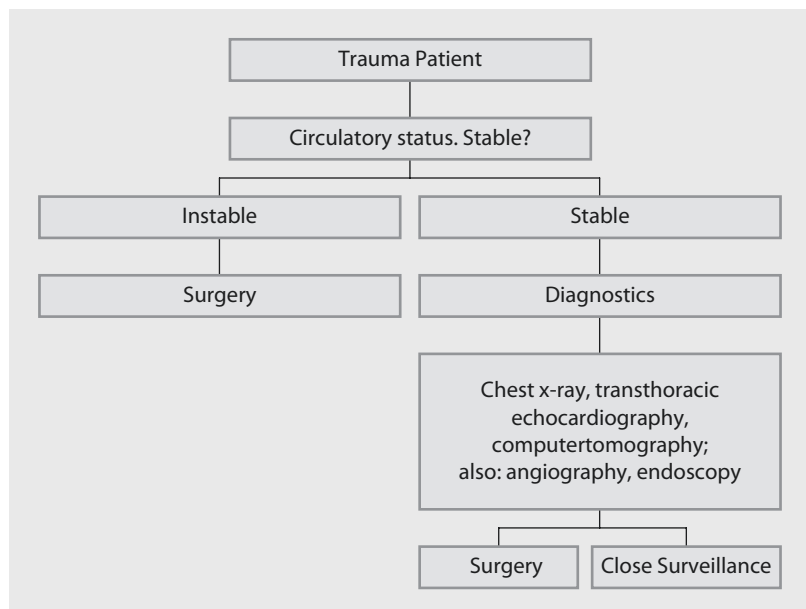 Trauma Patient
Circulatory status. Stable?
Instable
Stable
Surgery
Diagnostics
Chest x-ray, transthoracic
echocardiography,
computertomography;
also: angiography, endoscopy
Surgery
Close Surveillance